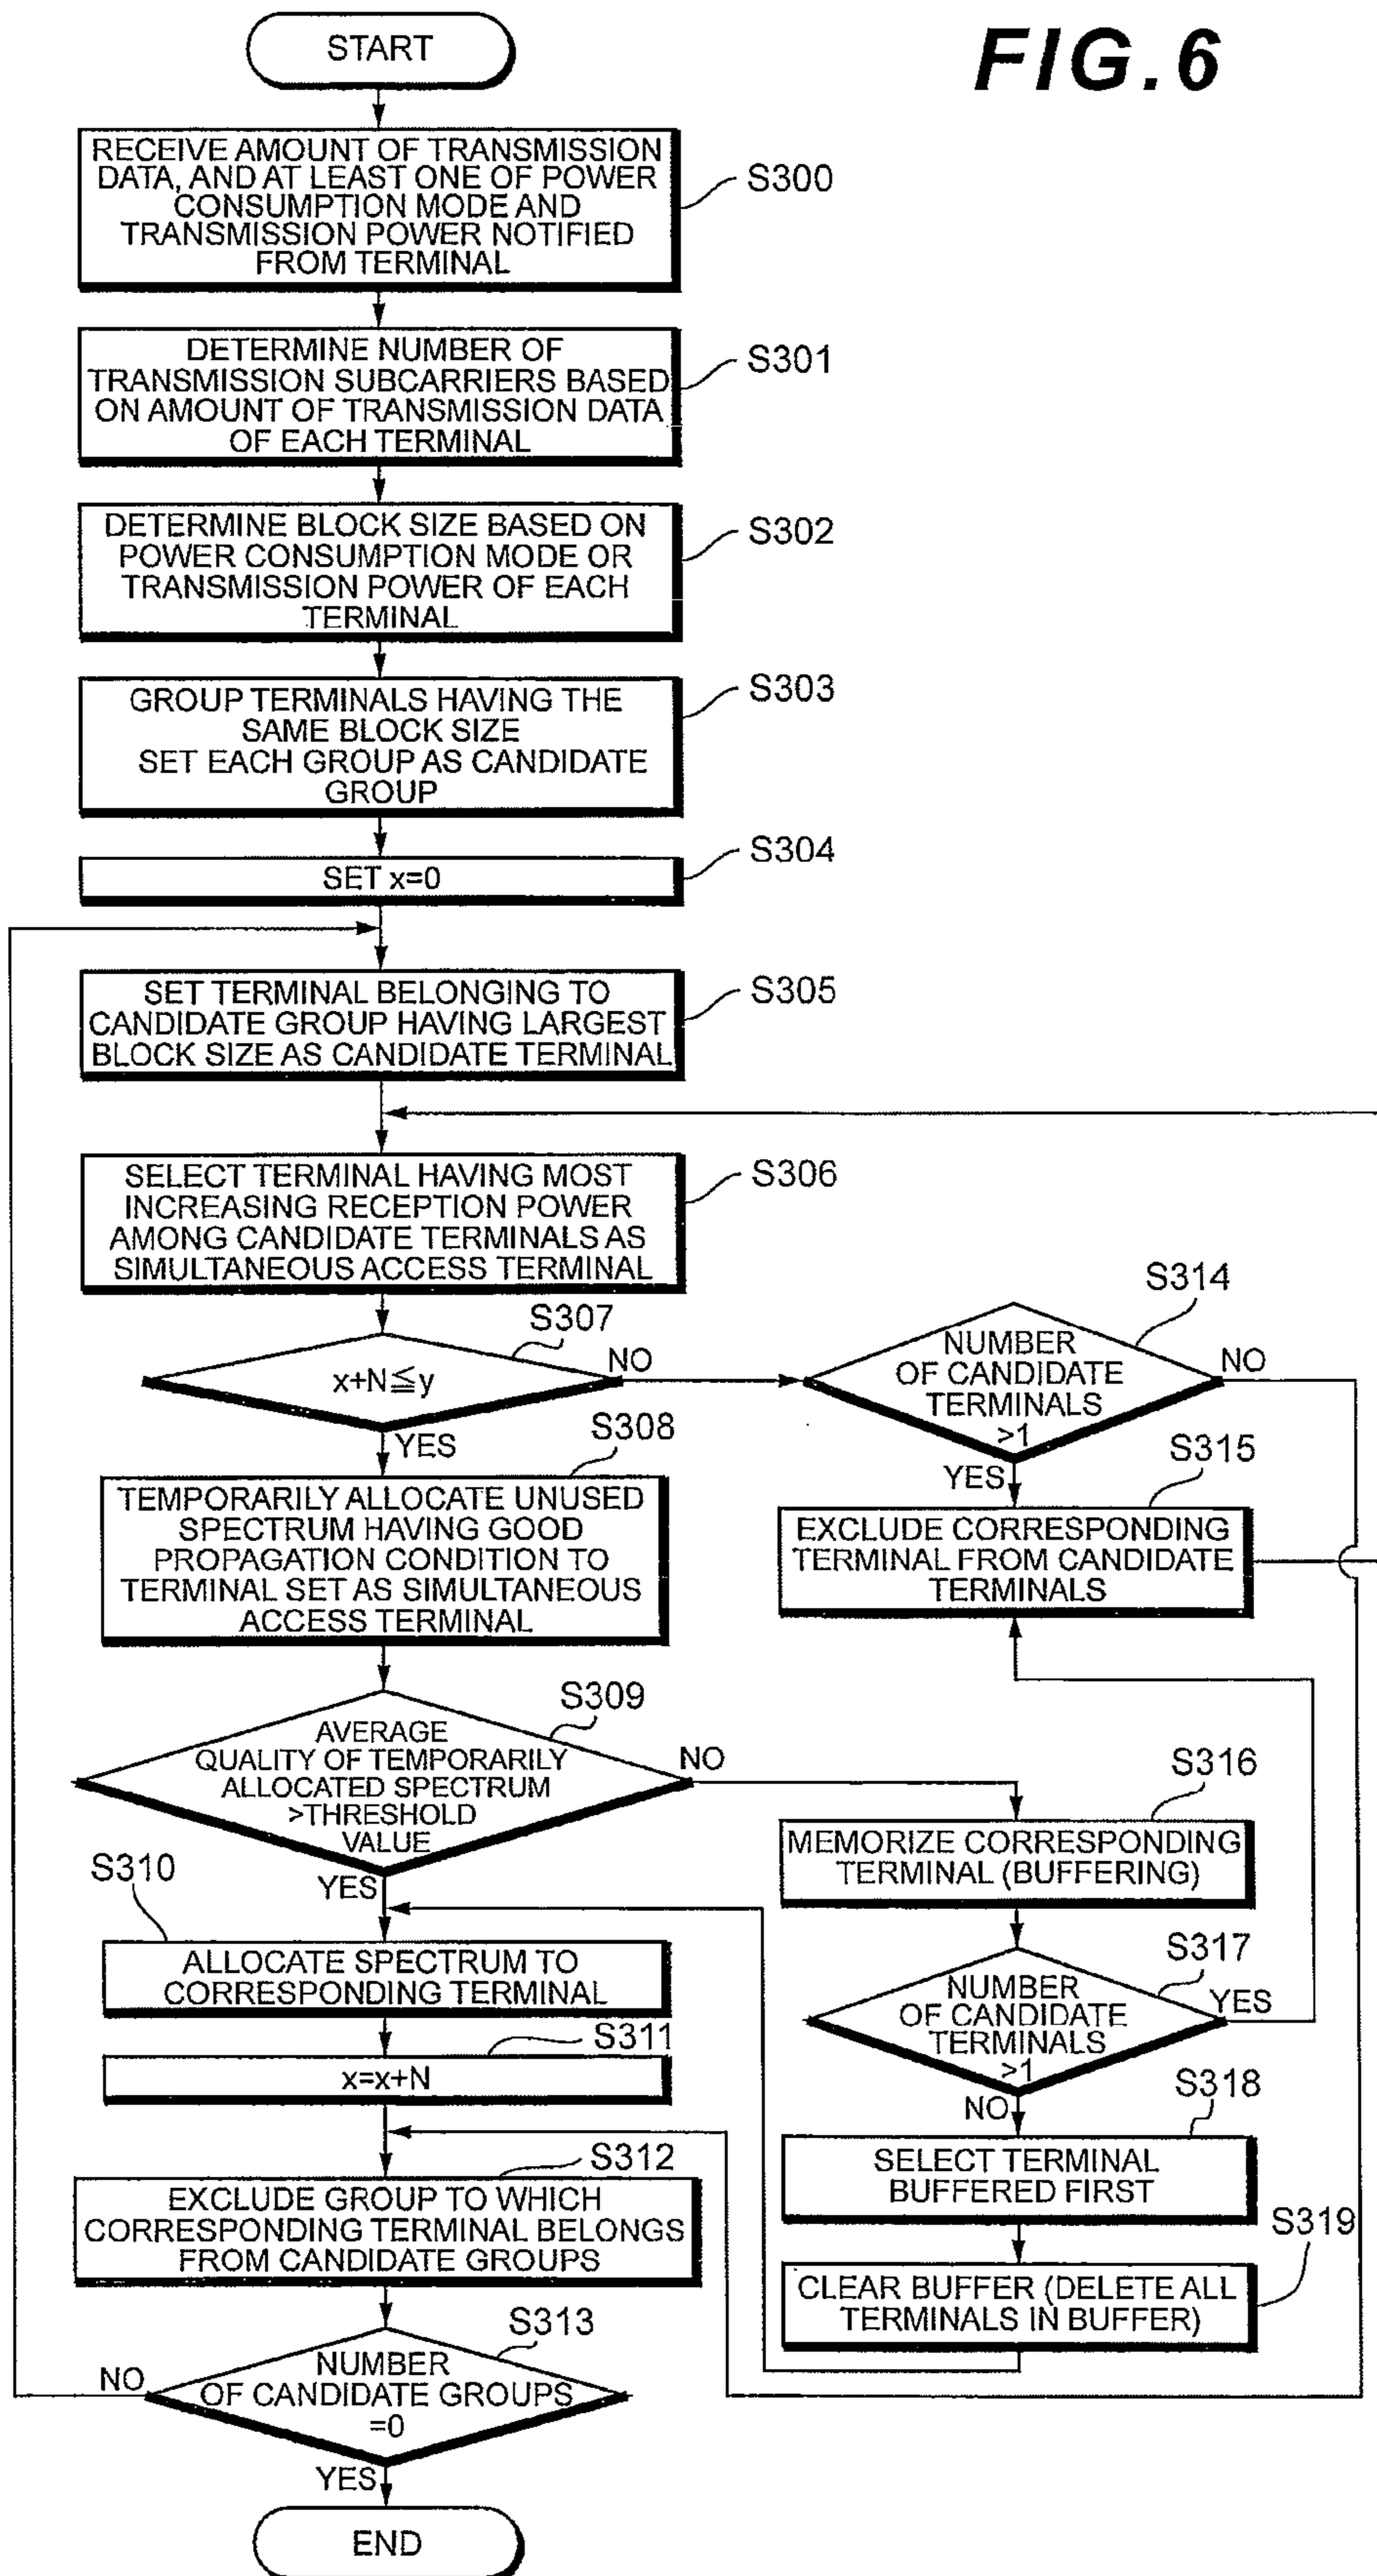 FIG.6
START
RECEIVE AMOUNT OF TRANSMISSION
DATA, AND AT LEAST ONE OF POWER
CONSUMPTION MODE AND
TRANSMISSION POWER NOTIFIED
FROM TERMINAL
S300
DETERMINE NUMBER OF
TRANSMISSION SUBCARRIERS BASED
ON AMOUNT OF TRANSMISSION DATA
OF EACH TERMINAL
S301
DETERMINE BLOCK SIZE BASED ON
POWER CONSUMPTION MODE OR
TRANSMISSION POWER OF EACH
TERMINAL
S302
GROUP TERMINALS HAVING THE
SAME BLOCK SIZE
SET EACH GROUP AS CANDIDATE
GROUP
S303
SET x=0
S304
SET TERMINAL BELONGING TO
CANDIDATE GROUP HAVING LARGEST
BLOCK SIZE AS CANDIDATE TERMINAL
S305
SELECT TERMINAL HAVING MOST
INCREASING RECEPTION POWER
AMONG CANDIDATE TERMINALS AS
SIMULTANEOUS ACCESS TERMINAL
S306
S307
x+N≦y
NO
YES
S314
NUMBER
OF CANDIDATE
TERMINALS
>1
NO
YES
S308
TEMPORARILY ALLOCATE UNUSED
SPECTRUM HAVING GOOD
PROPAGATION CONDITION TO
TERMINAL SET AS SIMULTANEOUS
ACCESS TERMINAL
S315
EXCLUDE CORRESPONDING
TERMINAL FROM CANDIDATE
TERMINALS
S309
AVERAGE
QUALITY OF TEMPORARILY
ALLOCATED SPECTRUM
>THRESHOLD
VALUE
NO
YES
S316
MEMORIZE CORRESPONDING
TERMINAL (BUFFERING)
S310
ALLOCATE SPECTRUM TO
CORRESPONDING TERMINAL
S317
NUMBER
OF CANDIDATE
TERMINALS
>1
YES
NO
S311
x=x+N
S318
SELECT TERMINAL
BUFFERED FIRST
S312
EXCLUDE GROUP TO WHICH
CORRESPONDING TERMINAL BELONGS
FROM CANDIDATE GROUPS
S319
CLEAR BUFFER (DELETE ALL
TERMINALS IN BUFFER)
S313
NUMBER
OF CANDIDATE GROUPS
=0
NO
YES
END